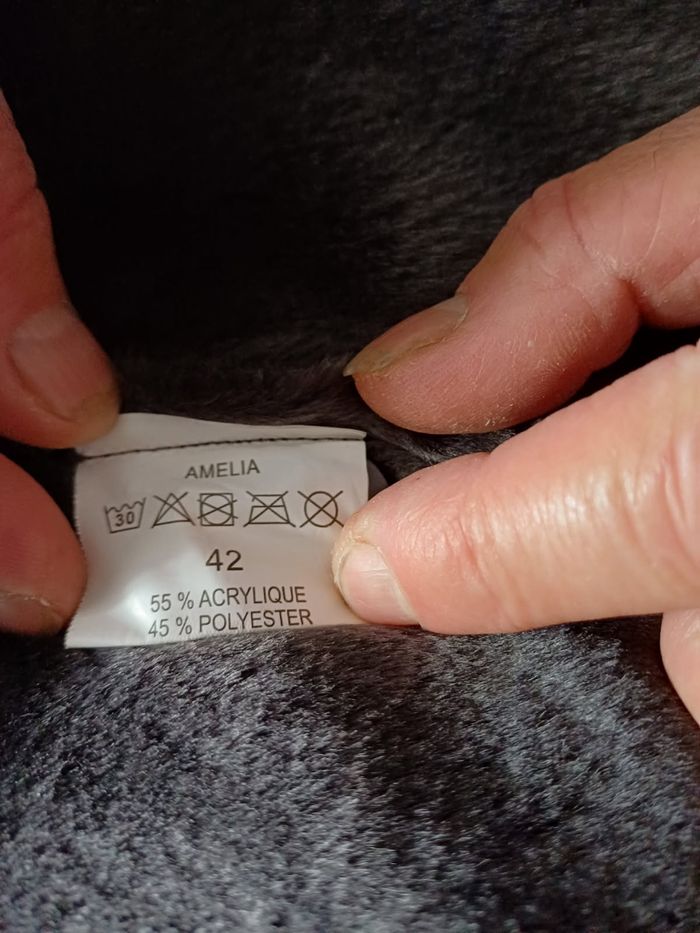 AMELIA
30
42
55 % ACRYLIQUE
45 % POLYESTER